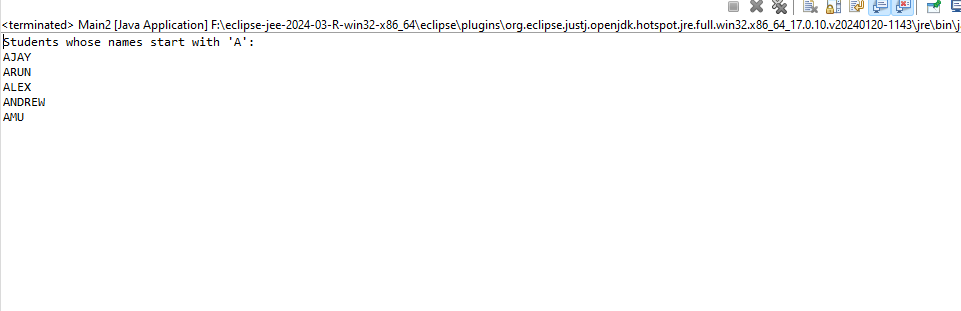 <terminated> Main2 [Java Application] F:\eclipse-jee-2024-03-R-win32-x86_64\eclipse\plugins\org.eclipse.justj.openjdk.hotspot.jre.full.win32.x86_64_17.0.10.v20240120-1143\jre\bin\j
Students whose names start with 'A':
AJAY
ARUN
ALEX
ANDREW
AMU